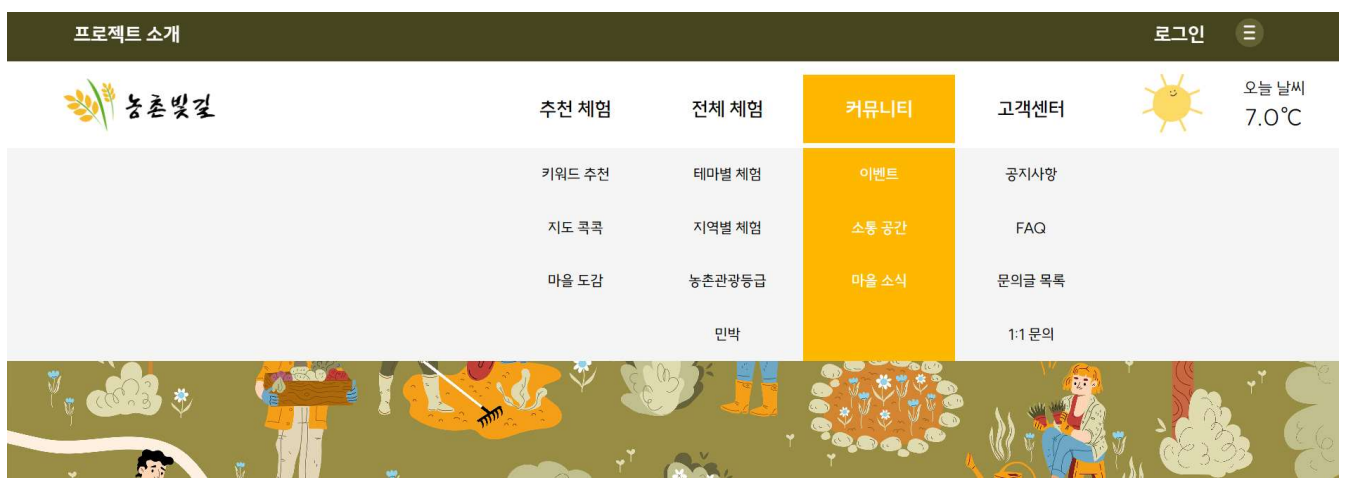 프로젝트 소개
로그인
농촌빛길
추천 체험
전체 체험
커뮤니티
고객센터
오늘 날씨
7.0℃
키워드 추천
테마별 체험
이벤트
공지사항
지도 콕콕
지역별 체험
소통 공간
FAQ
마을 도감
농촌관광등급
마을 소식
문의글 목록
민박
1:1 문의